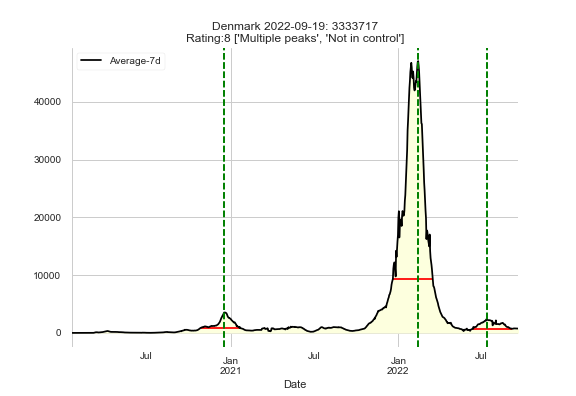 Denmark 2022-09-19: 3333717
Rating:8 ['Multiple peaks', 'Not in control']
Average-7d
40000
30000
20000
10000
0
Jul
Jan
2021
Jul
Jan
2022
Jul
Date